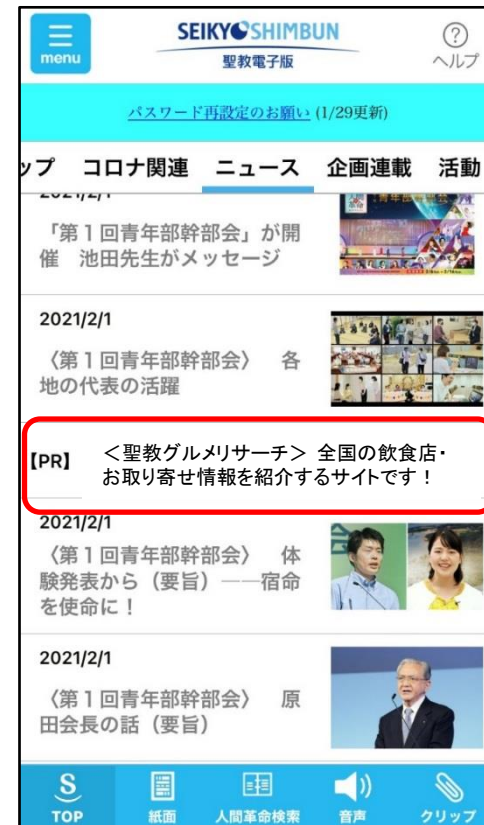 menu
SEIKYOSHIMBUN
聖教電子版
?
ヘルプ
パスワード再設定のお願い (1/29更新)
ップ コロナ関連 ニュース 企画連載 活動
2021/2/1
「第1回青年部幹部会」が開
催 池田先生がメッセージ
2021/2/1
〈第1回青年部幹部会〉 各
地の代表の活躍
【PR】
＜聖教グルメリサーチ＞ 全国の飲食店・
お取り寄せ情報を紹介するサイトです！
2021/2/1
〈第1回青年部幹部会〉 体
験発表から（要旨）――宿命
を使命に！
2021/2/1
〈第1回青年部幹部会〉 原
田会長の話（要旨）
S
TOP
紙面
人間革命検索
音声
クリップ